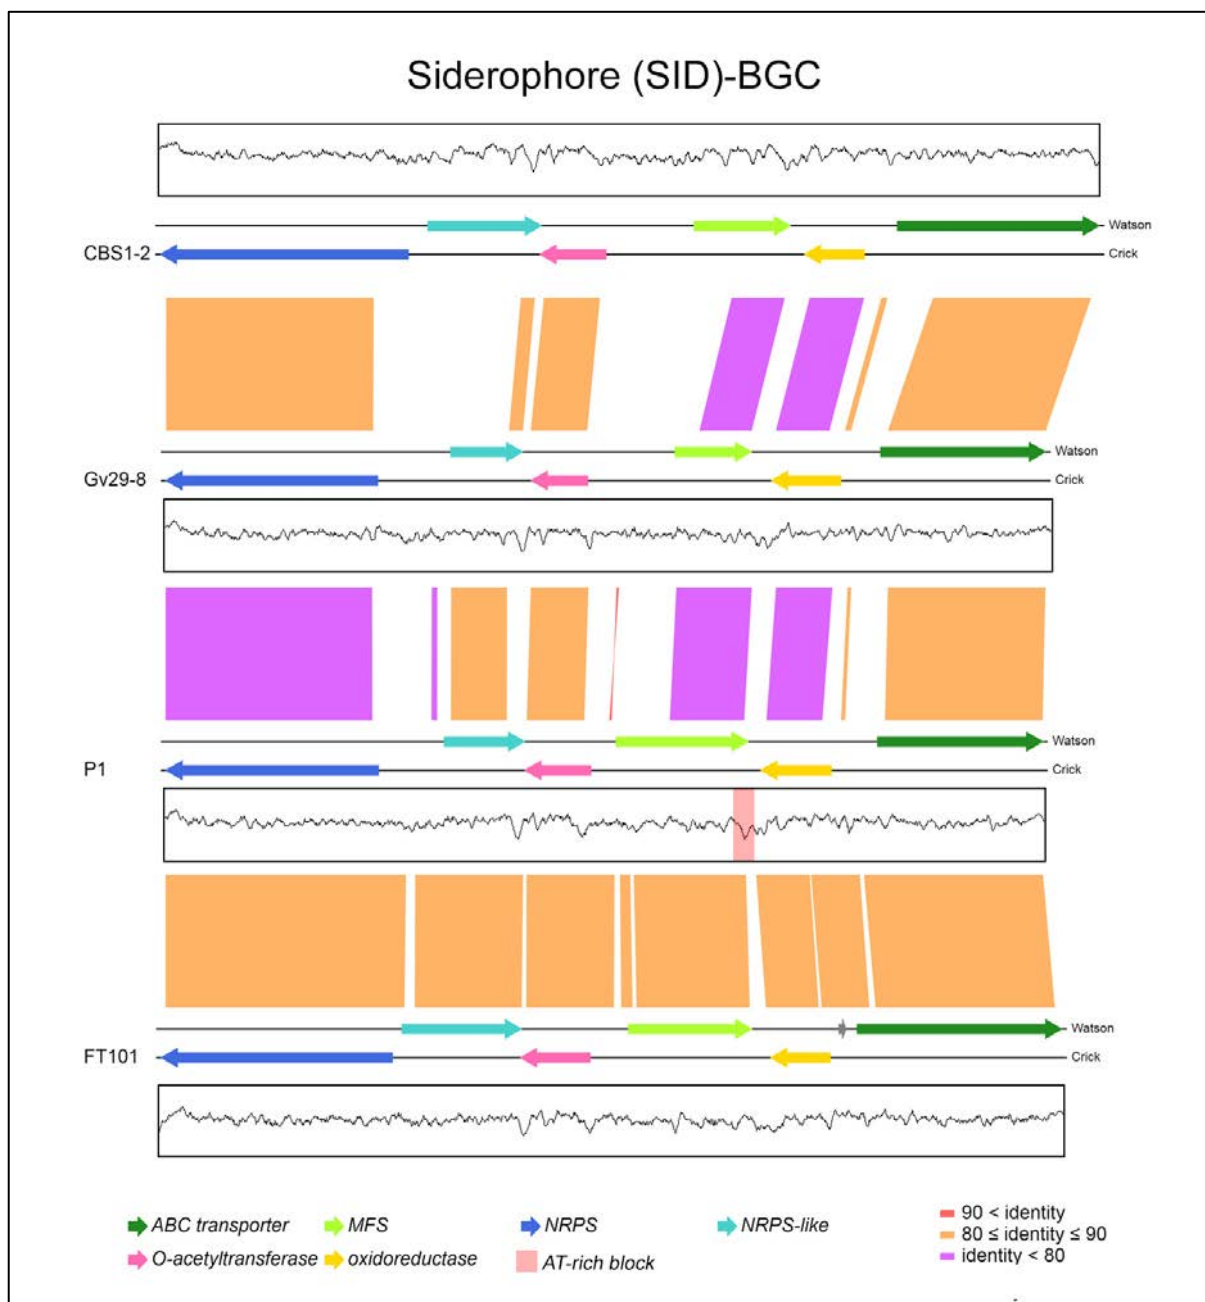 Siderophore (SID)-BGC
Watson
CBS1-2
Crick
Watson
Gv29-8
Crick
Watson
P1
Crick
Watson
FT101
Crick
ABC transporter MFS NRPS NRPS-like
O-acetyltransferase oxidoreductase AT-rich block
90 < identity
80 ≤ identity ≤ 90
identity < 80